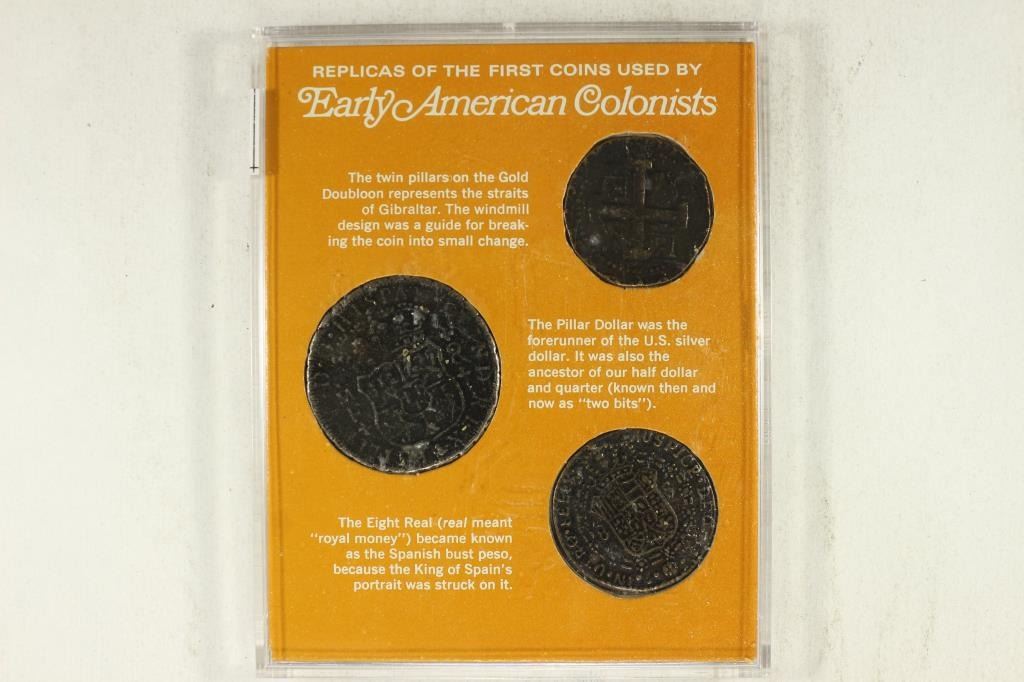 REPLICAS OF THE FIRST COINS USED BY
Early American Colonists
The twin pillars on the Gold
Doubloon represents the straits
of Gibraltar. The windmill
design was a guide for break-
ing the coin into small change.
The Pillar Dollar was the
forerunner of the U.S. silver
dollar. It was also the
ancestor of our half dollar
and quarter (known then and
now as "two bits").
The Eight Real (real meant
"royal money") became known
as the Spanish bust peso,
because the King of Spain's
portrait was struck on it.